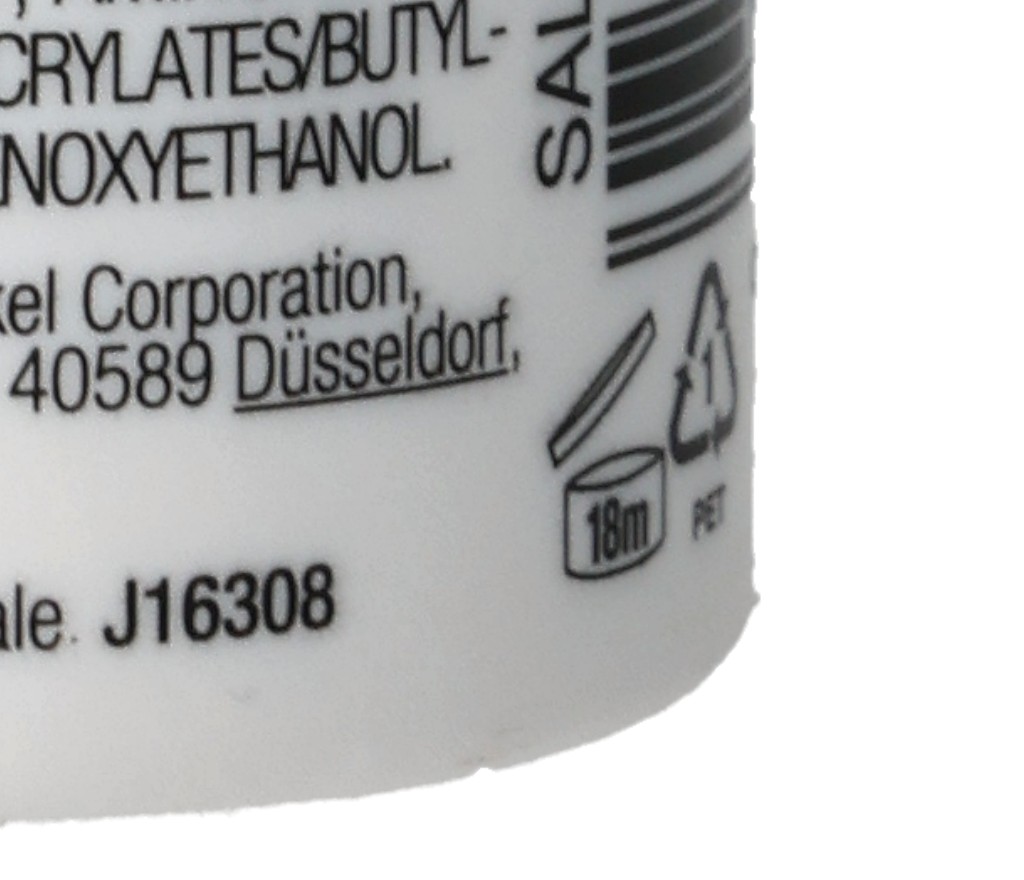 CRYLATES/BUTYL-
NOXYETHANOL.
SAL
kel Corporation,
40589 Düsseldorf,
1
18m
PET
ale. J16308